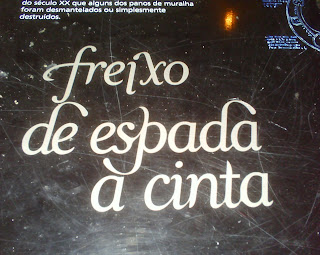 do século XX que alguns dos panos de muralha
foram desmantelados ou simplesmente
destruídos.
freixo
de espada
à cinta